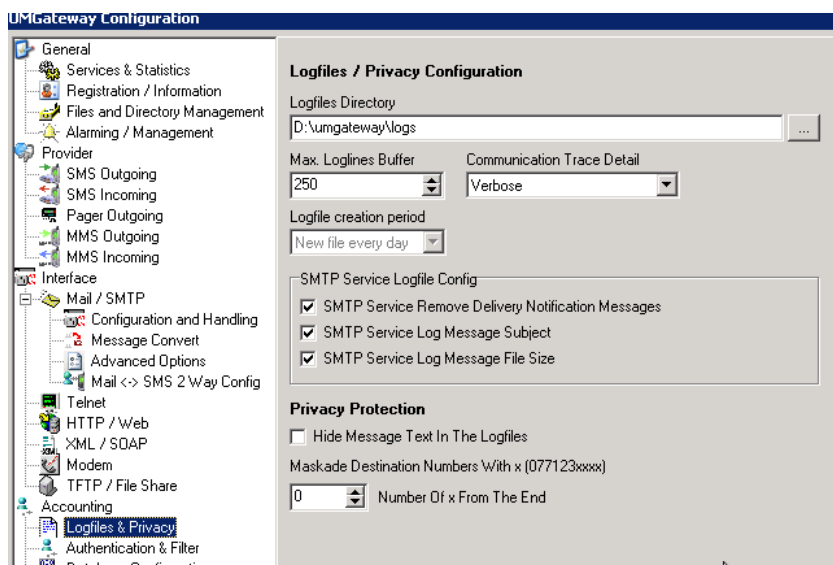 UMGateway Configuration
General
Services & Statistics
Registration / Information
Files and Directory Management
Alarming / Management
Provider
SMS Outgoing
SMS Incoming
Pager Outgoing
MMS Outgoing
MMS Incoming
Interface
Mail / SMTP
Configuration and Handling
Message Convert
Advanced Options
Mail <-> SMS 2 Way Config
Telnet
HTTP / Web
XML / SOAP
Modem
TFTP / File Share
Accounting
Logfiles & Privacy
Authentication & Filter
Logfiles / Privacy Configuration
Logfiles Directory
D:\umgateway\logs
...
Max. Loglines Buffer
Communication Trace Detail
250
Verbose
Logfile creation period
New file every day
SMTP Service Logfile Config
SMTP Service Remove Delivery Notification Messages
SMTP Service Log Message Subject
SMTP Service Log Message File Size
Privacy Protection
Hide Message Text In The Logfiles
Maskade Destination Numbers With x (077123xxxx)
0
Number Of x From The End